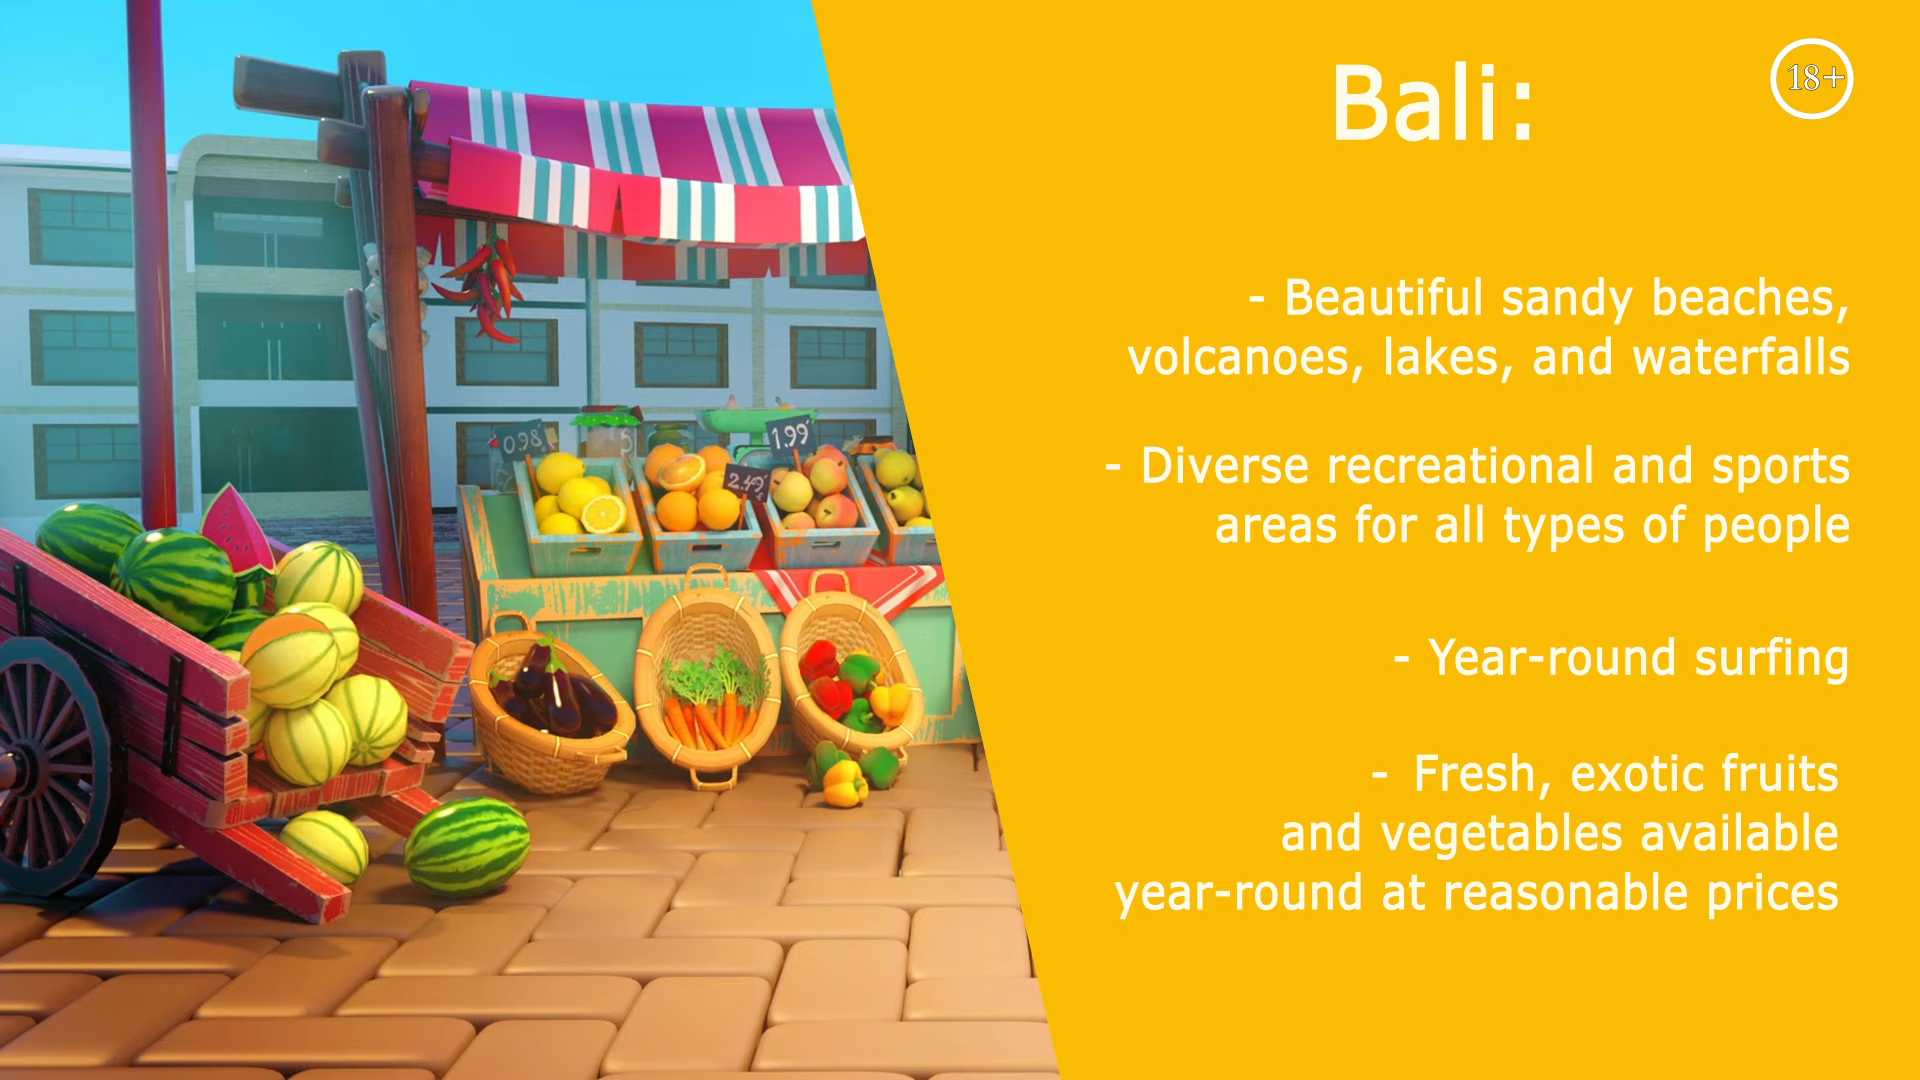 Bali:
18+
- Beautiful sandy beaches,
volcanoes, lakes, and waterfalls
- Diverse recreational and sports
areas for all types of people
- Year-round surfing
- Fresh, exotic fruits
and vegetables available
year-round at reasonable prices
0.98
1.99
2.49